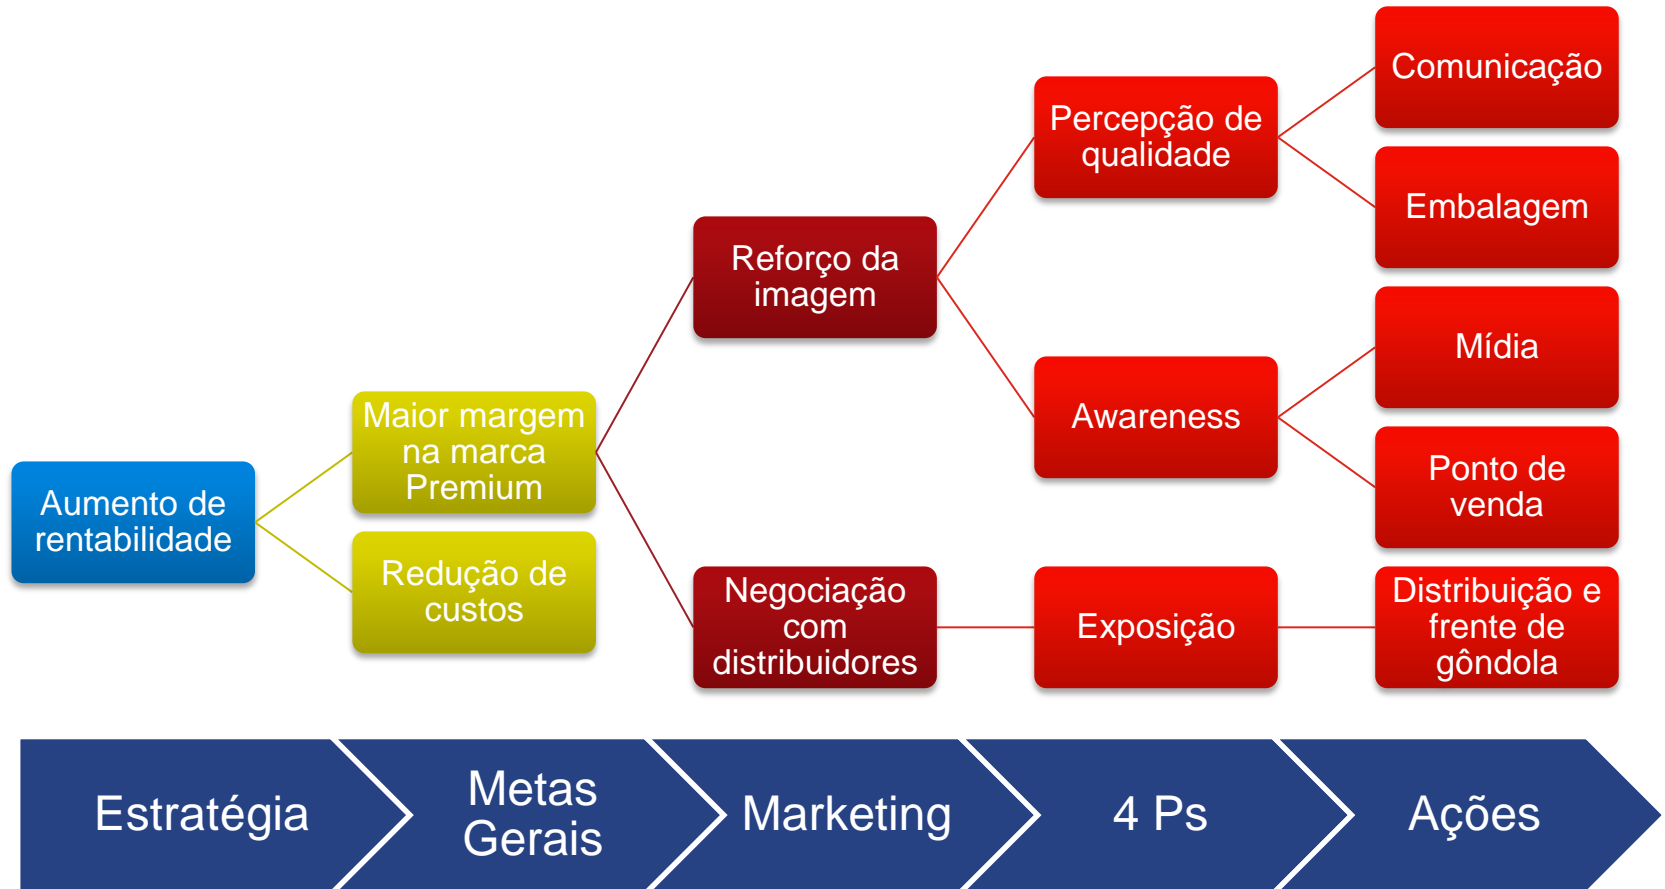 Aumento de
rentabilidade
Maior margem
na marca
Premium
Redução de
custos
Reforço da
imagem
Negociação
com
distribuidores
Percepção de
qualidade
Awareness
Exposição
Comunicação
Embalagem
Mídia
Ponto de
venda
Distribuição e
frente de
gôndola
Estratégia
Metas
Gerais
Marketing
4 Ps
Ações